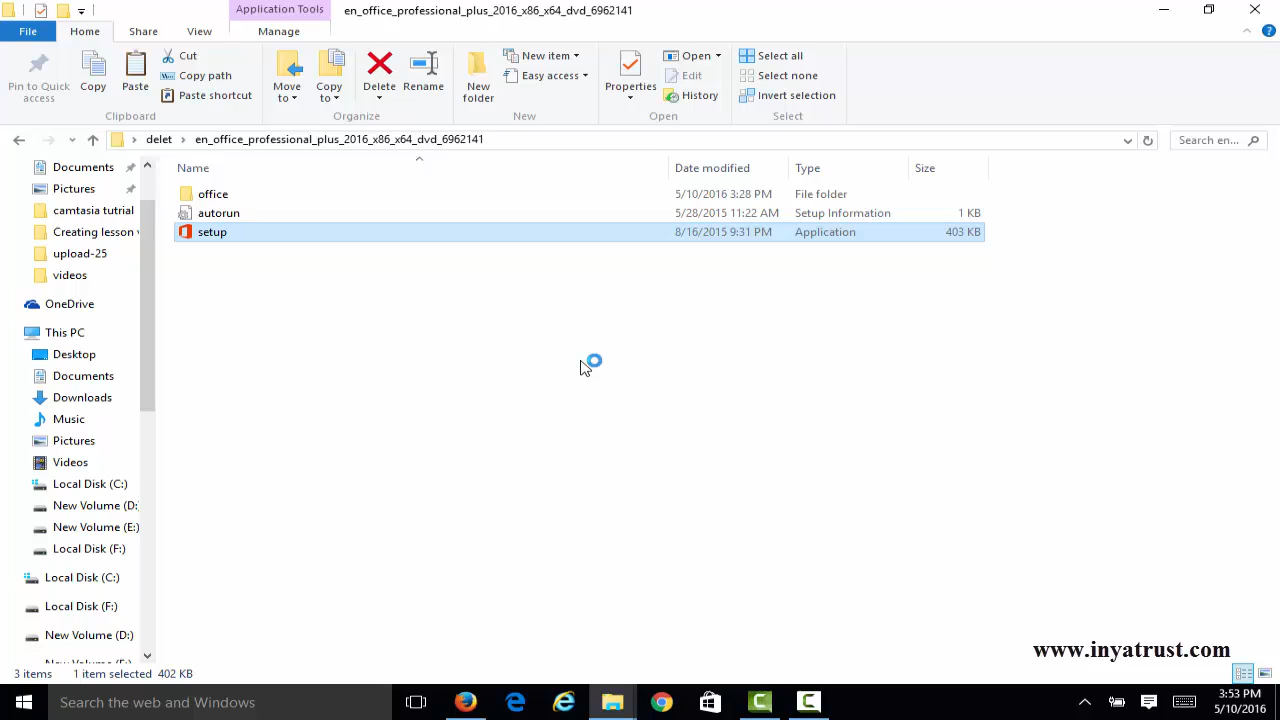 Application Tools
en_office_professional_plus_2016_x86_x64_dvd_6962141
File Home Share View Manage
Pin to Quick access
Copy
Paste
Cut
Copy path
Paste shortcut
Clipboard
Move to
Copy to
Delete
Rename
Organize
New folder
New item
Easy access
New
Properties
Open
Edit
History
Open
Select all
Select none
Invert selection
Select
delet en_office_professional_plus_2016_x86_x64_dvd_6962141
Search en...
Name Date modified Type Size
office 5/10/2016 3:28 PM File folder
autorun 5/28/2015 11:22 AM Setup Information 1 KB
setup 8/16/2015 9:31 PM Application 403 KB
Documents
Pictures
camtasia tutrial
Creating lesson v
upload-25
videos
OneDrive
This PC
Desktop
Documents
Downloads
Music
Pictures
Videos
Local Disk (C:)
New Volume (D:)
New Volume (E:)
Local Disk (F:)
Local Disk (C:)
Local Disk (F:)
New Volume (D:)
www.inyatrust.com
3 items 1 item selected 402 KB
Search the web and Windows
3:53 PM
5/10/2016